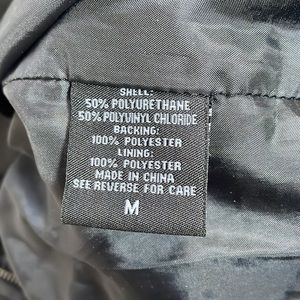 SHELL:
50% POLYURETHANE
50% POLYVINYL CHLORIDE
BACKING:
100% POLYESTER
LINING:
100% POLYESTER
MADE IN CHINA
SEE REVERSE FOR CARE
M